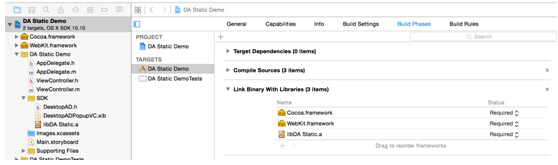 DA Static Demo
2 targets, OS X SDK 10.10
Cocoa.framework
WebKit.framework
DA Static Demo
AppDelegate.h
AppDelegate.m
ViewController.h
ViewController.m
SDK
DesktopAD.h
DesktopADPopupVC.xib
libDA Static.a
Images.xcassets
Main.storyboard
Supporting Files
DA Static DemoTests
DA Static Demo
General
Capabilities
Info
Build Settings
Build Phases
Build Rules
PROJECT
DA Static Demo
TARGETS
DA Static Demo
DA Static DemoTests
+
Search
Target Dependencies (0 items)
Compile Sources (3 items)
×
Link Binary With Libraries (3 items)
×
Name
Status
Cocoa.framework
Required
WebKit.framework
Required
libDA Static.a
Required
+ −
Drag to reorder frameworks